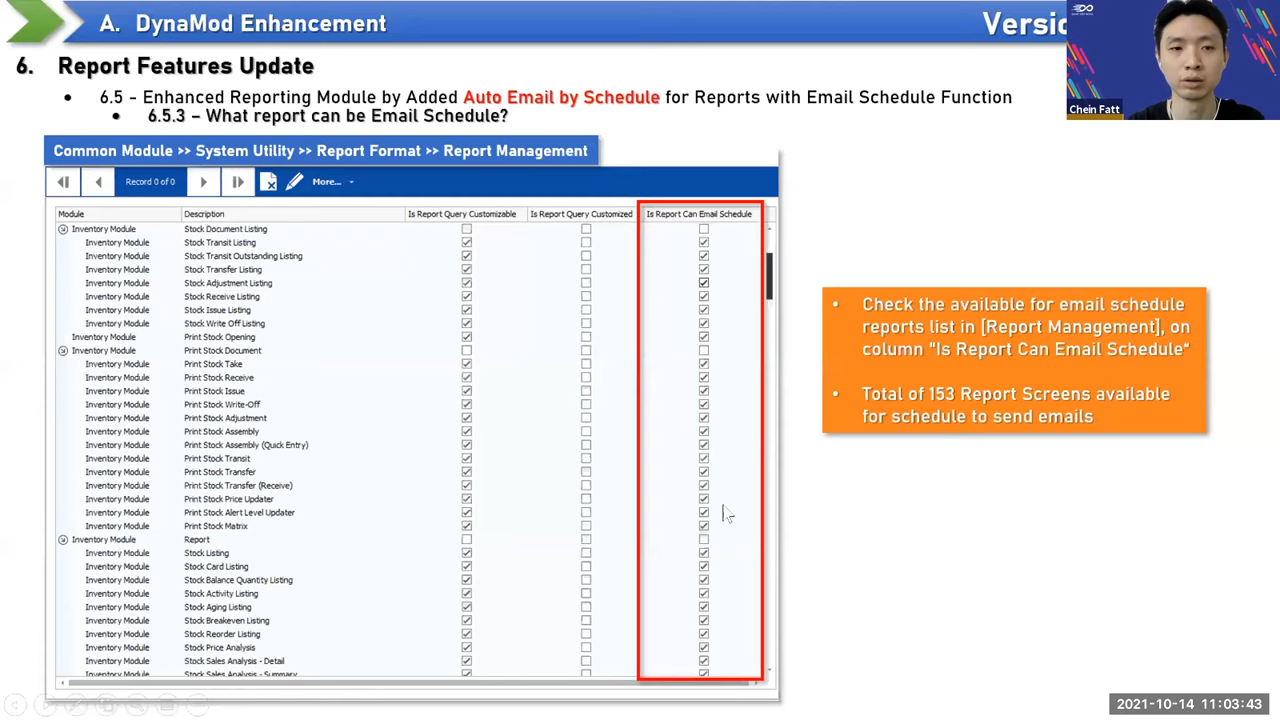 A. DynaMod Enhancement
Versio
Chein Fatt
6. Report Features Update
• 6.5 - Enhanced Reporting Module by Added Auto Email by Schedule for Reports with Email Schedule Function
• 6.5.3 – What report can be Email Schedule?
Common Module >> System Utility >> Report Format >> Report Management
Record 0 of 0
More...
Module Description Is Report Query Customizable Is Report Query Customized Is Report Can Email Schedule
Inventory Module Stock Document Listing
Inventory Module Stock Transit Listing
Inventory Module Stock Transit Outstanding Listing
Inventory Module Stock Transfer Listing
Inventory Module Stock Adjustment Listing
Inventory Module Stock Receive Listing
Inventory Module Stock Issue Listing
Inventory Module Stock Write Off Listing
Inventory Module Print Stock Opening
Inventory Module Print Stock Document
Inventory Module Print Stock Take
Inventory Module Print Stock Receive
Inventory Module Print Stock Issue
Inventory Module Print Stock Write-Off
Inventory Module Print Stock Adjustment
Inventory Module Print Stock Assembly
Inventory Module Print Stock Assembly (Quick Entry)
Inventory Module Print Stock Transit
Inventory Module Print Stock Transfer
Inventory Module Print Stock Transfer (Receive)
Inventory Module Print Stock Price Updater
Inventory Module Print Stock Alert Level Updater
Inventory Module Print Stock Matrix
Inventory Module Report
Inventory Module Stock Listing
Inventory Module Stock Card Listing
Inventory Module Stock Balance Quantity Listing
Inventory Module Stock Activity Listing
Inventory Module Stock Aging Listing
Inventory Module Stock Breakeven Listing
Inventory Module Stock Reorder Listing
Inventory Module Stock Price Analysis
Inventory Module Stock Sales Analysis - Detail
Inventory Module Stock Sales Analysis - Summary
• Check the available for email schedule
reports list in [Report Management], on
column "Is Report Can Email Schedule"
• Total of 153 Report Screens available
for schedule to send emails
2021-10-14 11:03:43